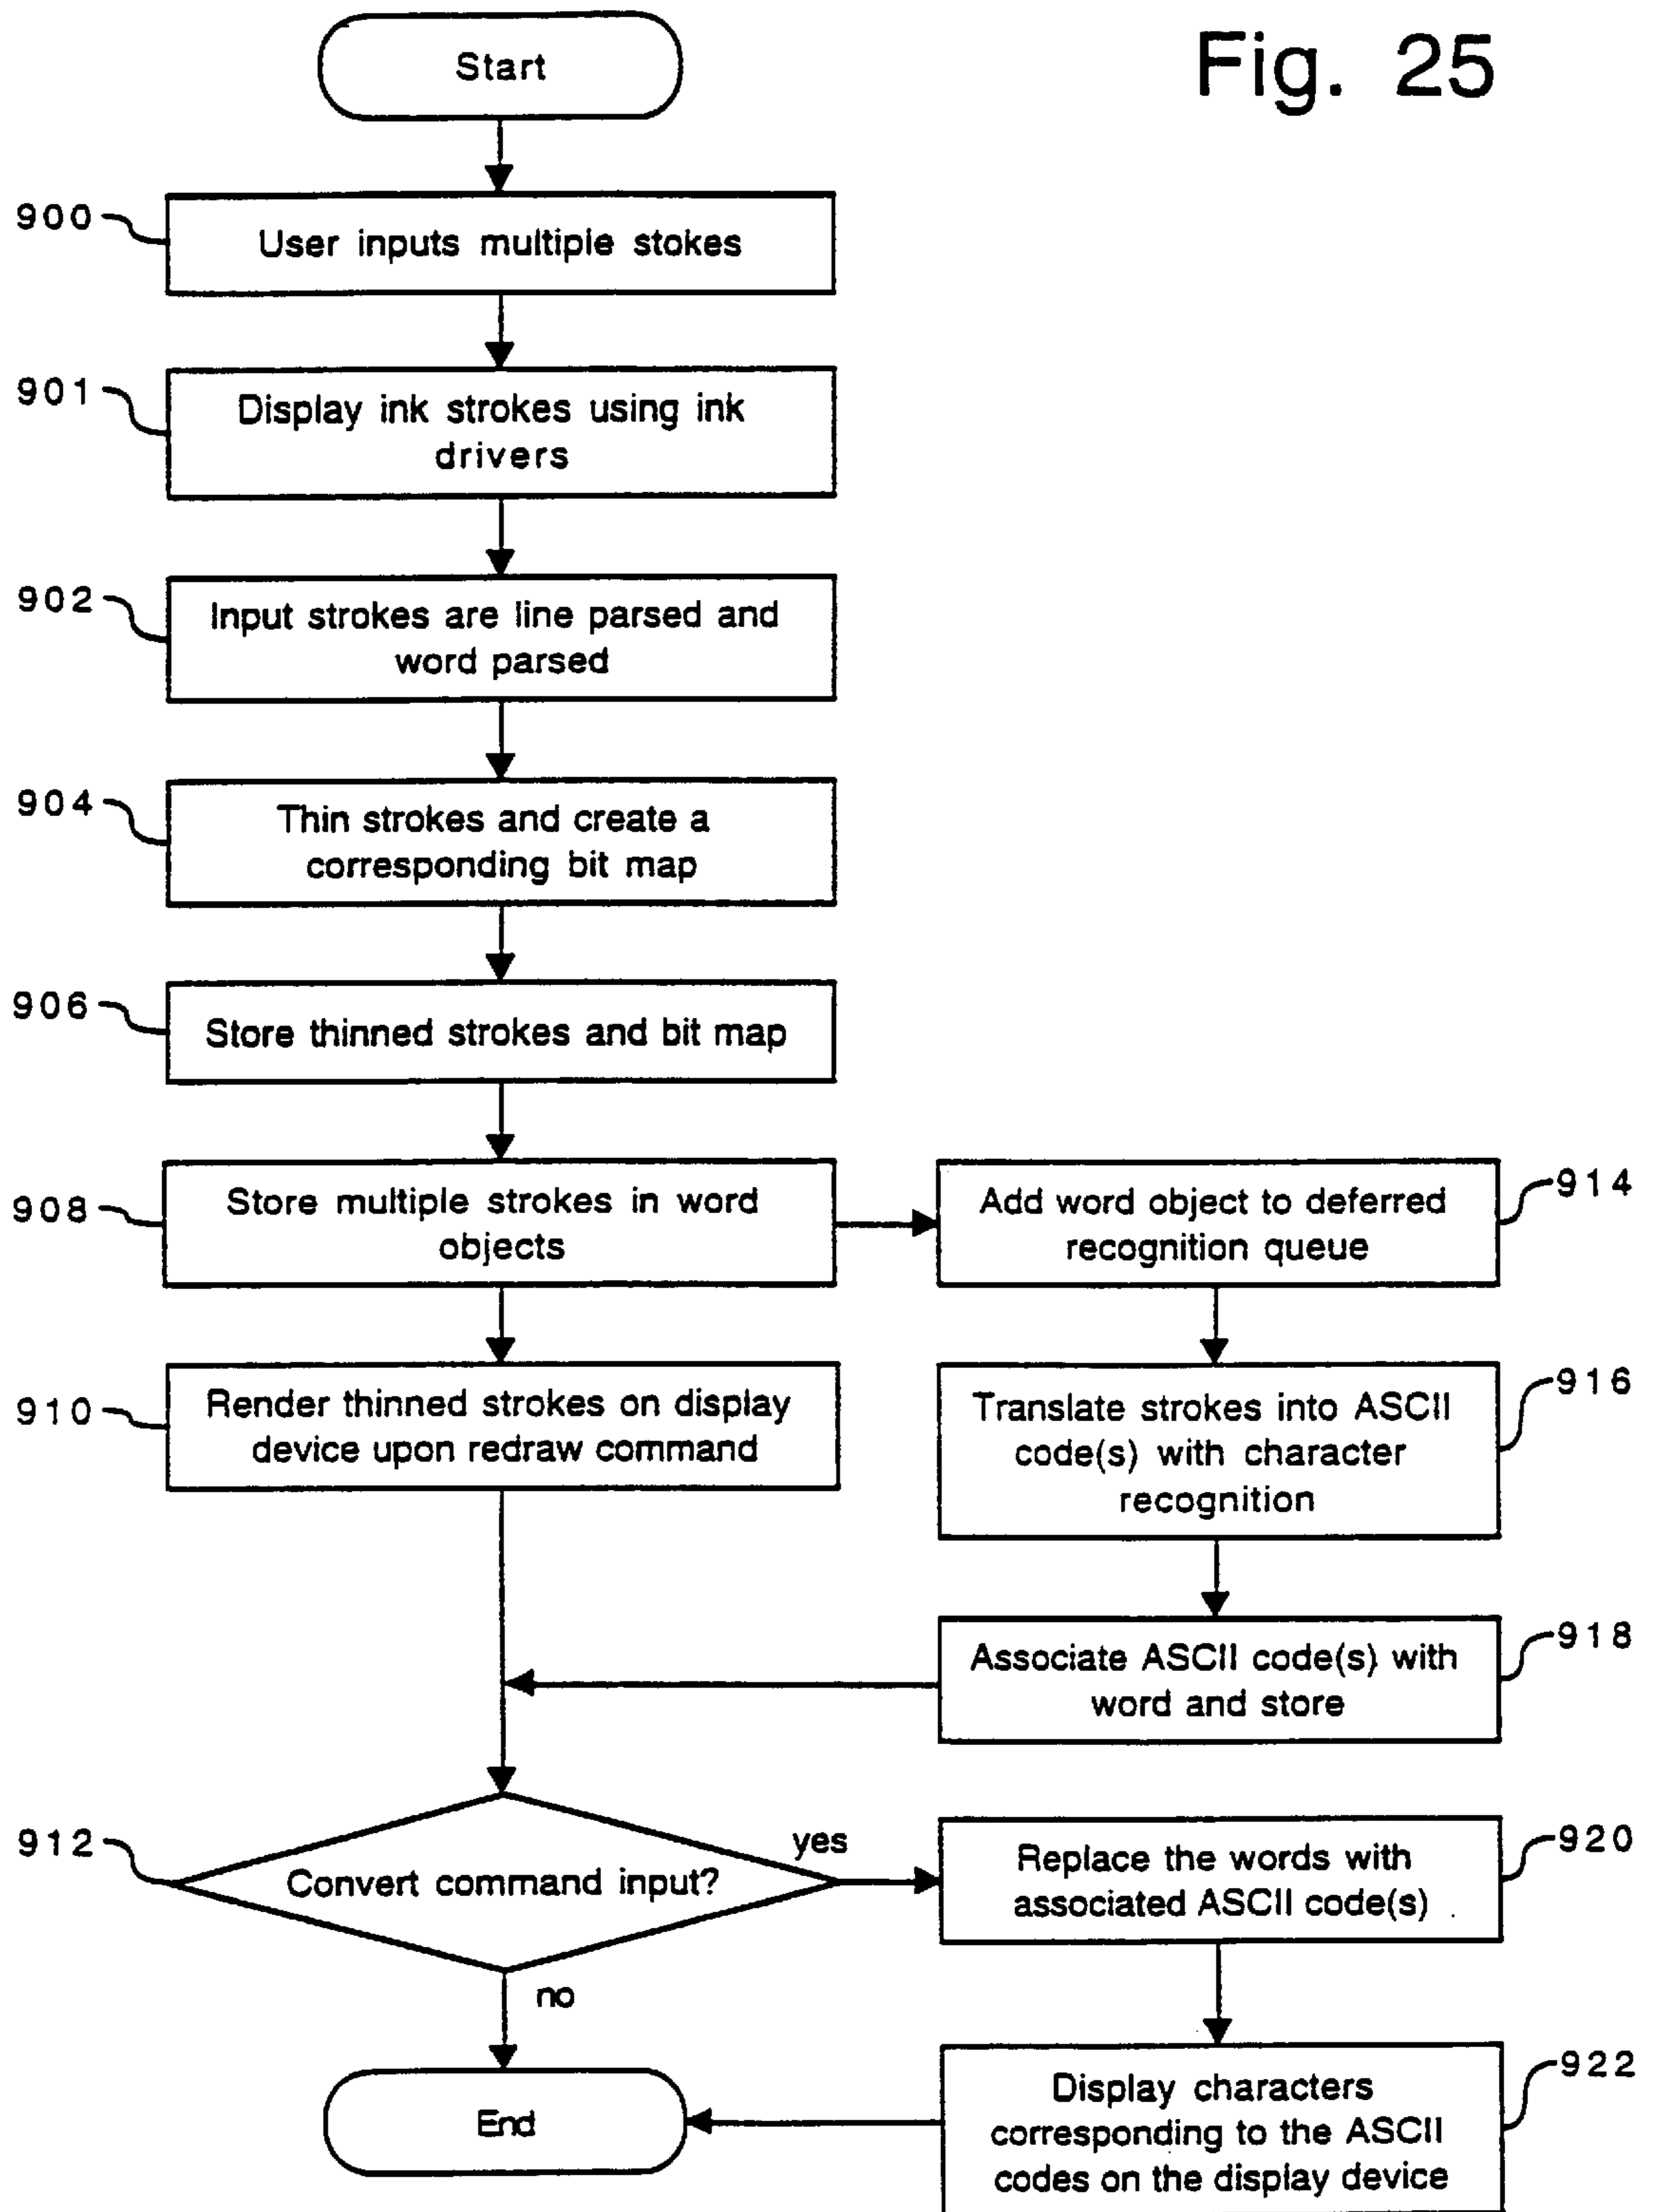 Fig. 25
Start
900
User inputs multiple stokes
901
Display ink strokes using ink
drivers
902
Input strokes are line parsed and
word parsed
904
Thin strokes and create a
corresponding bit map
906
Store thinned strokes and bit map
908
Store multiple strokes in word
objects
914
Add word object to deferred
recognition queue
910
Render thinned strokes on display
device upon redraw command
916
Translate strokes into ASCII
code(s) with character
recognition
918
Associate ASCII code(s) with
word and store
912
Convert command input?
yes
no
920
Replace the words with
associated ASCII code(s)
922
Display characters
corresponding to the ASCII
codes on the display device
End